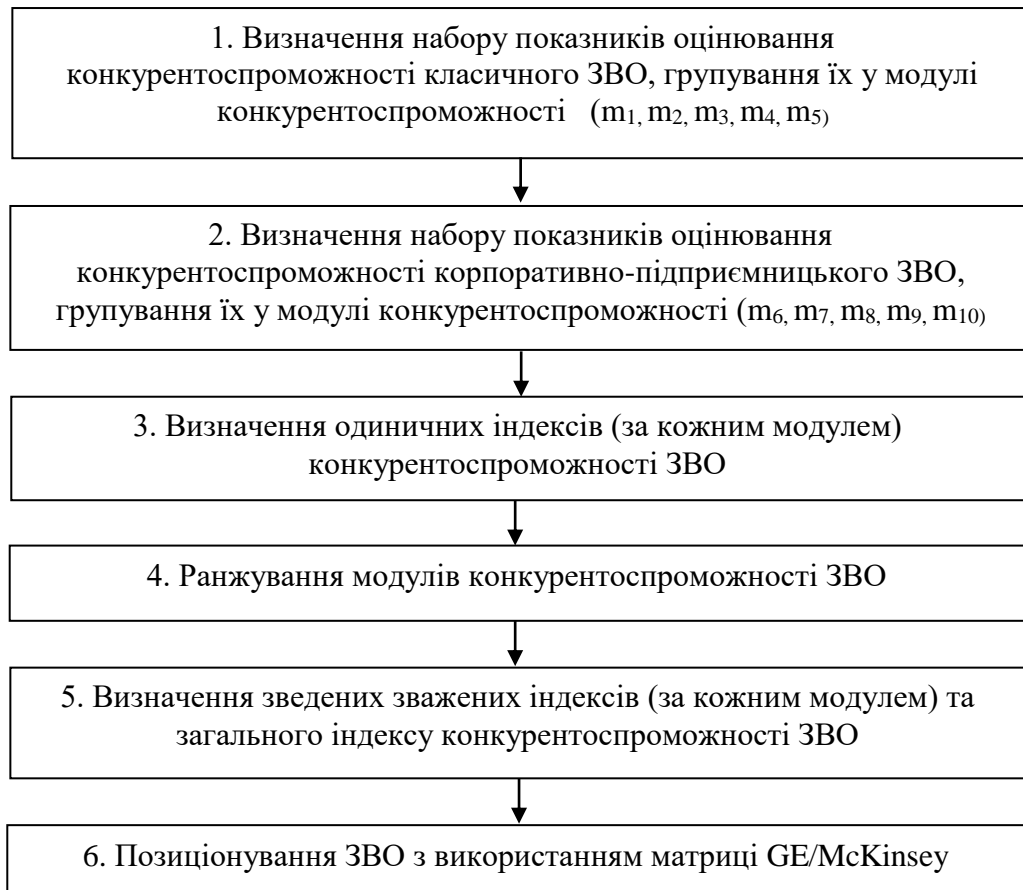 1. Визначення набору показників оцінювання
конкурентоспроможності класичного ЗВО, групування їх у модулі
конкурентоспроможності (m₁, m₂, m₃, m₄, m₅)
2. Визначення набору показників оцінювання
конкурентоспроможності корпоративно-підприємницького ЗВО,
групування їх у модулі конкурентоспроможності (m₆, m₇, m₈, m₉, m₁₀)
3. Визначення одиничних індексів (за кожним модулем)
конкурентоспроможності ЗВО
4. Ранжування модулів конкурентоспроможності ЗВО
5. Визначення зведених зважених індексів (за кожним модулем) та
загального індексу конкурентоспроможності ЗВО
6. Позиціонування ЗВО з використанням матриці GE/McKinsey